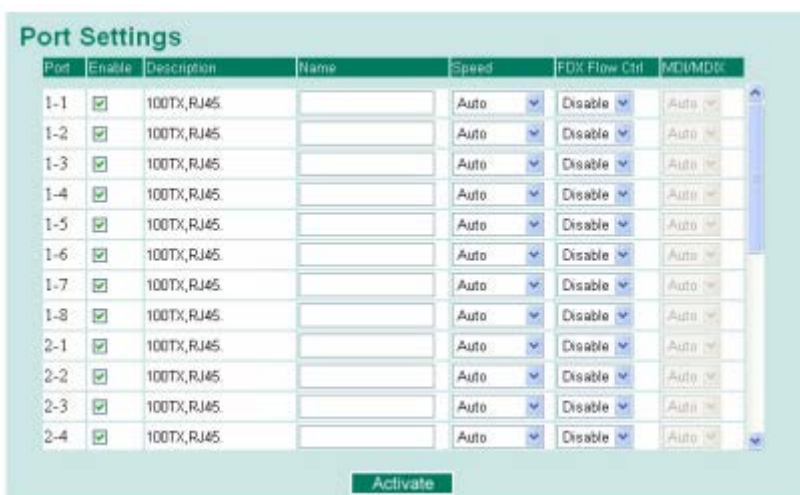 Port Settings
Port Enable Description Name Speed FDX Flow Ctrl MDI/MDIX
1-1 100TX,RJ45. Auto Disable Auto
1-2 100TX,RJ45. Auto Disable Auto
1-3 100TX,RJ45. Auto Disable Auto
1-4 100TX,RJ45. Auto Disable Auto
1-5 100TX,RJ45. Auto Disable Auto
1-6 100TX,RJ45. Auto Disable Auto
1-7 100TX,RJ45. Auto Disable Auto
1-8 100TX,RJ45. Auto Disable Auto
2-1 100TX,RJ45. Auto Disable Auto
2-2 100TX,RJ45. Auto Disable Auto
2-3 100TX,RJ45. Auto Disable Auto
2-4 100TX,RJ45. Auto Disable Auto
Activate